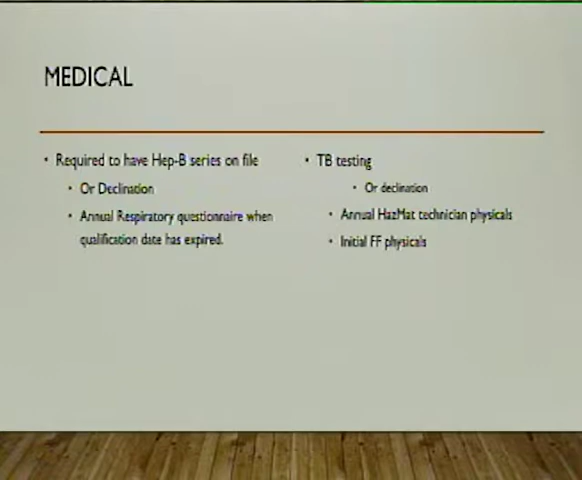 MEDICAL
Required to have Hep-B series on file
Or Declination
Annual Respiratory questionnaire when
qualification date has expired.
TB testing
Or declination
Annual HazMat technician physicals
Initial FF physicals